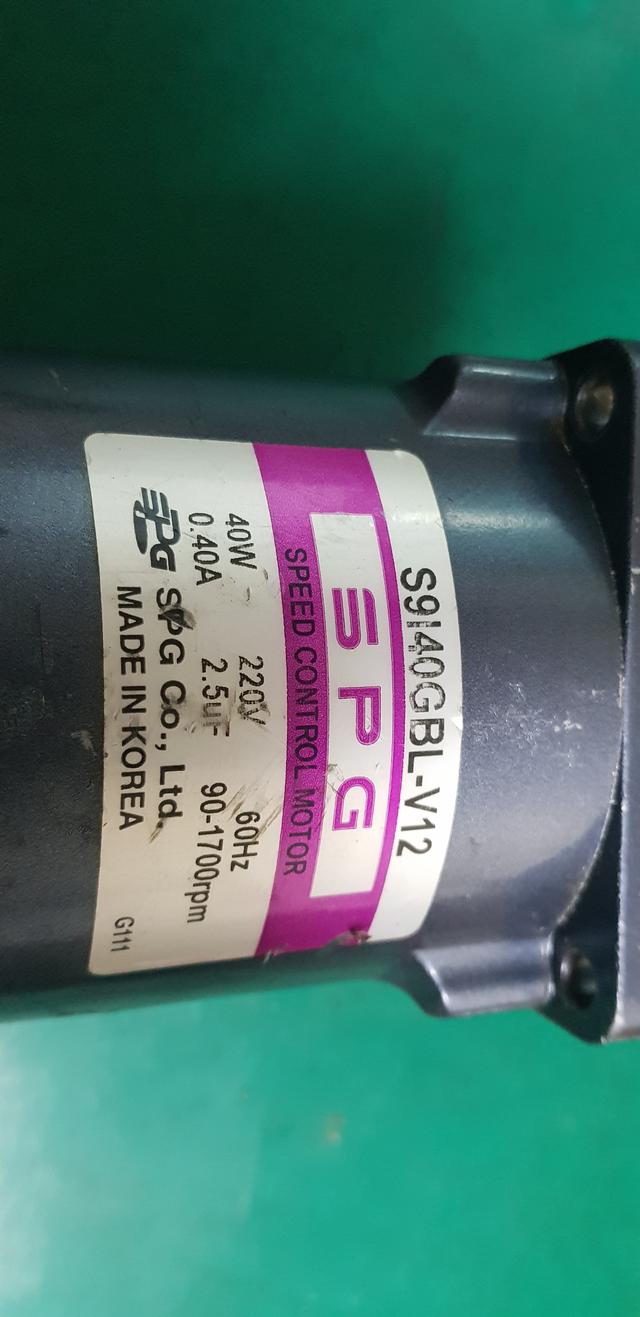 S9I40GBL-V12
SPG
SPEED CONTROL MOTOR
40W 220V 60Hz
0.40A 2.5uF 90-1700rpm
SPG SPG Co., Ltd.
MADE IN KOREA
G111